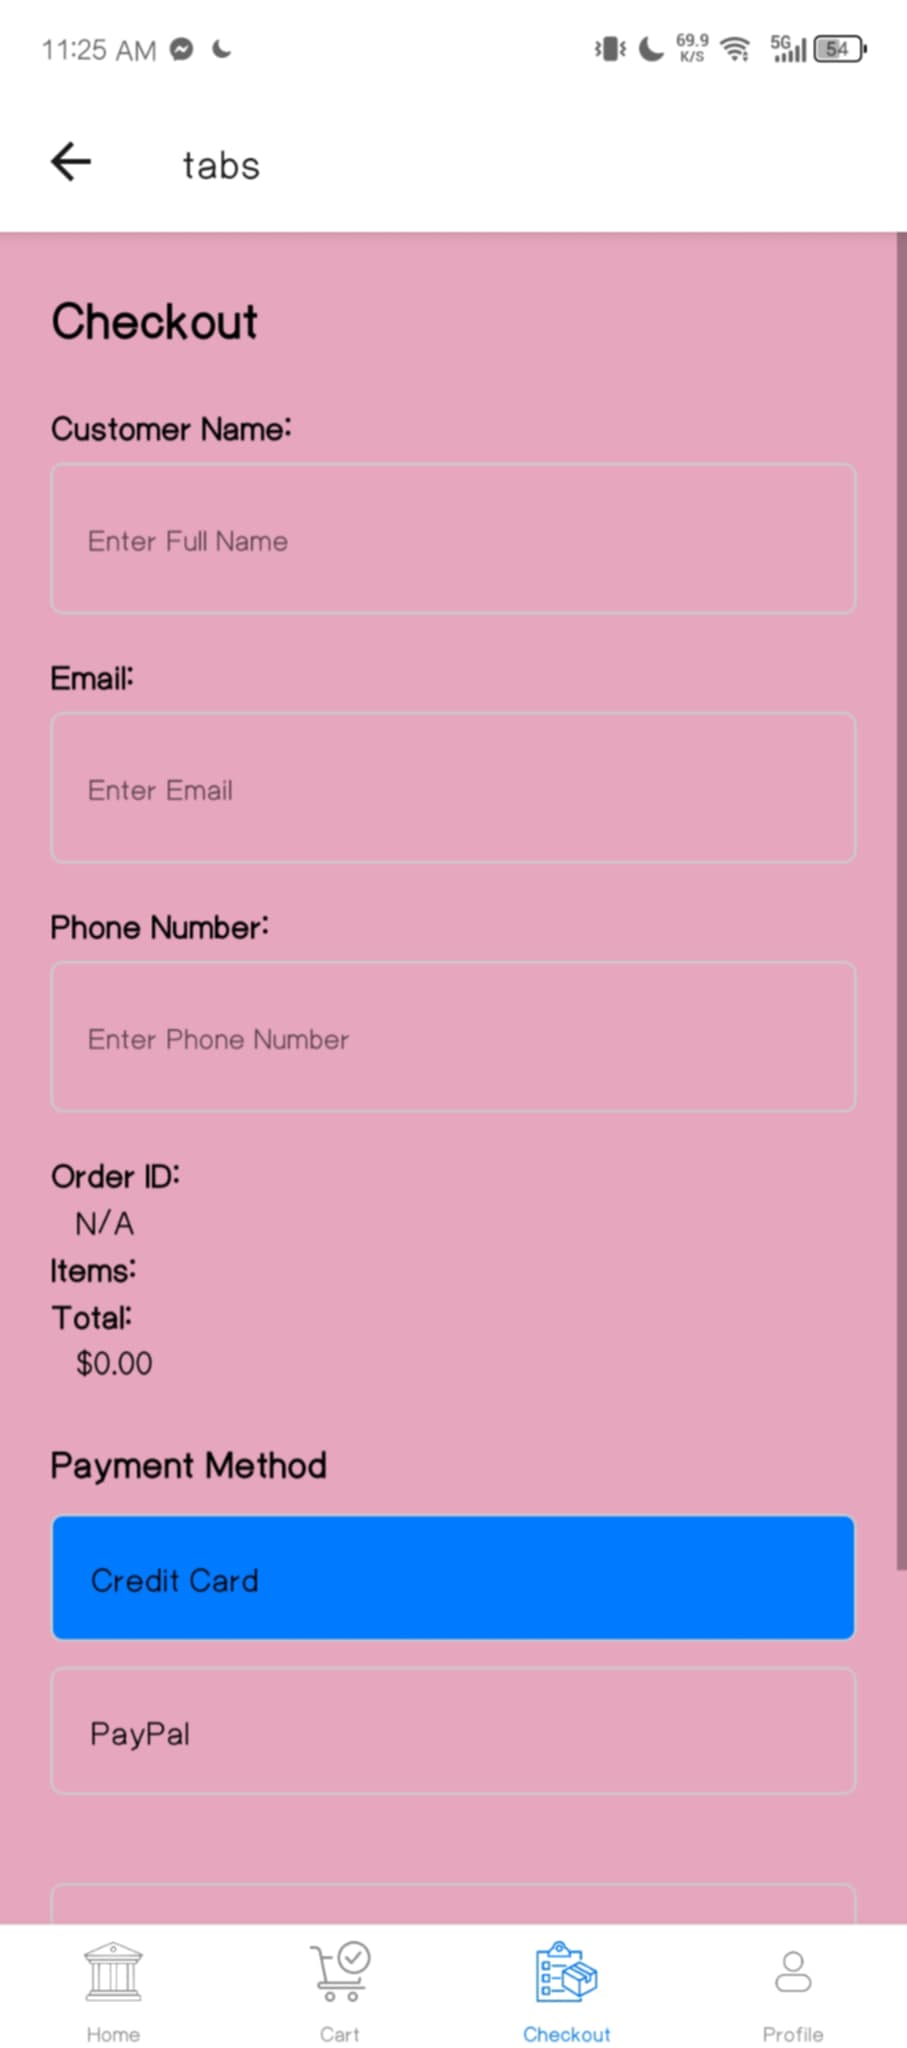 11:25 AM
69.9
K/S
5G
54
tabs
Checkout
Customer Name:
Enter Full Name
Email:
Enter Email
Phone Number:
Enter Phone Number
Order ID:
N/A
Items:
Total:
$0.00
Payment Method
Credit Card
PayPal
Home
Cart
Checkout
Profile